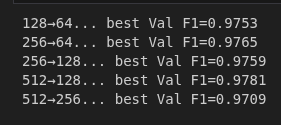 128→64... best Val F1=0.9753
256→64... best Val F1=0.9765
256→128... best Val F1=0.9759
512→128... best Val F1=0.9781
512→256... best Val F1=0.9709